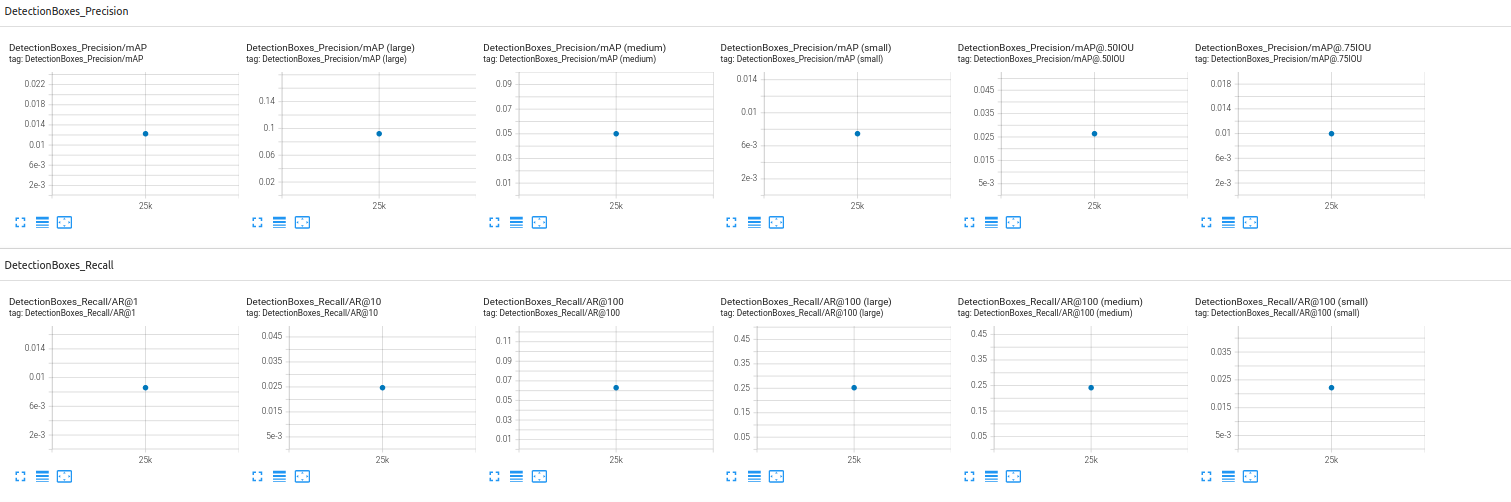 DetectionBoxes_Precision
DetectionBoxes_Precision/mAP
tag: DetectionBoxes_Precision/mAP
0.022
0.018
0.014
0.01
6e-3
2e-3
25k
DetectionBoxes_Precision/mAP (large)
tag: DetectionBoxes_Precision/mAP (large)
0.14
0.1
0.06
0.02
25k
DetectionBoxes_Precision/mAP (medium)
tag: DetectionBoxes_Precision/mAP (medium)
0.09
0.07
0.05
0.03
0.01
25k
DetectionBoxes_Precision/mAP (small)
tag: DetectionBoxes_Precision/mAP (small)
0.014
0.01
6e-3
2e-3
25k
DetectionBoxes_Precision/mAP@.50IOU
tag: DetectionBoxes_Precision/mAP@.50IOU
0.045
0.035
0.025
0.015
5e-3
25k
DetectionBoxes_Precision/mAP@.75IOU
tag: DetectionBoxes_Precision/mAP@.75IOU
0.018
0.014
0.01
6e-3
2e-3
25k
DetectionBoxes_Recall
DetectionBoxes_Recall/AR@1
tag: DetectionBoxes_Recall/AR@1
0.014
0.01
6e-3
2e-3
25k
DetectionBoxes_Recall/AR@10
tag: DetectionBoxes_Recall/AR@10
0.045
0.035
0.025
0.015
5e-3
25k
DetectionBoxes_Recall/AR@100
tag: DetectionBoxes_Recall/AR@100
0.11
0.09
0.07
0.05
0.03
0.01
25k
DetectionBoxes_Recall/AR@100 (large)
tag: DetectionBoxes_Recall/AR@100 (large)
0.45
0.35
0.25
0.15
0.05
25k
DetectionBoxes_Recall/AR@100 (medium)
tag: DetectionBoxes_Recall/AR@100 (medium)
0.45
0.35
0.25
0.15
0.05
25k
DetectionBoxes_Recall/AR@100 (small)
tag: DetectionBoxes_Recall/AR@100 (small)
0.035
0.025
0.015
5e-3
25k